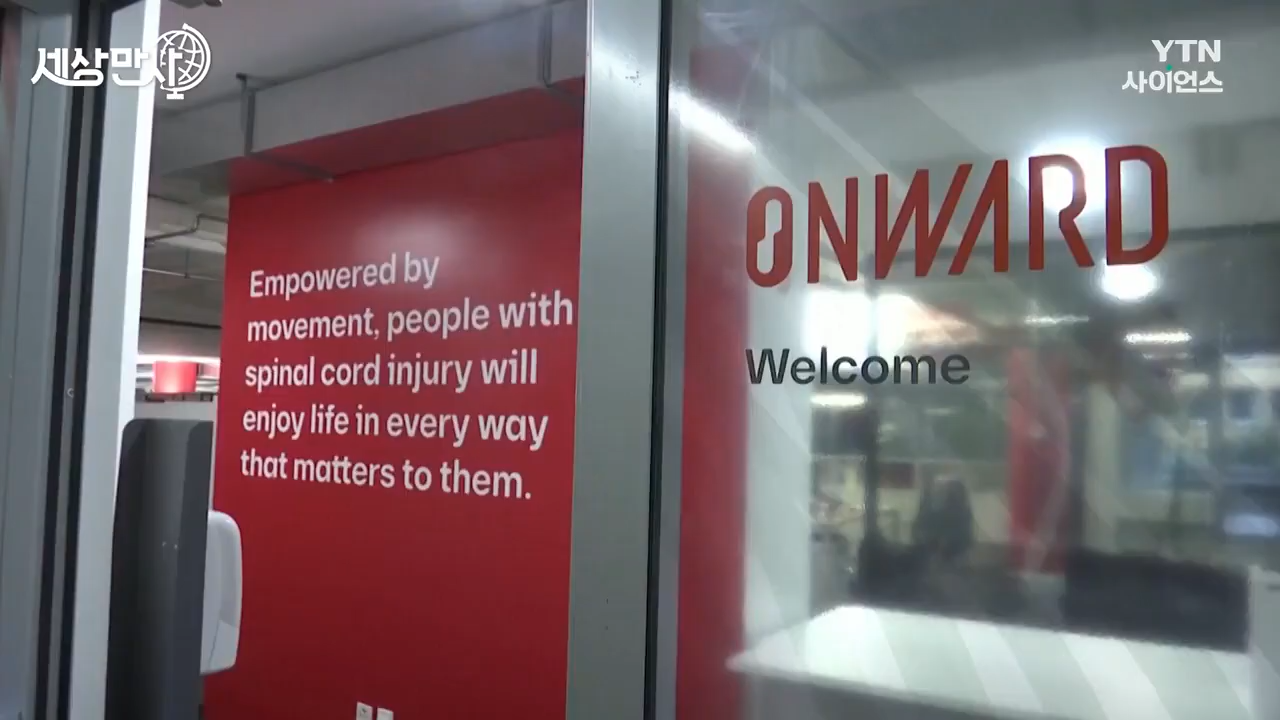 세상만사
YTN
사이언스
Empowered by
movement, people with
spinal cord injury will
enjoy life in every way
that matters to them.
ONWARD
Welcome